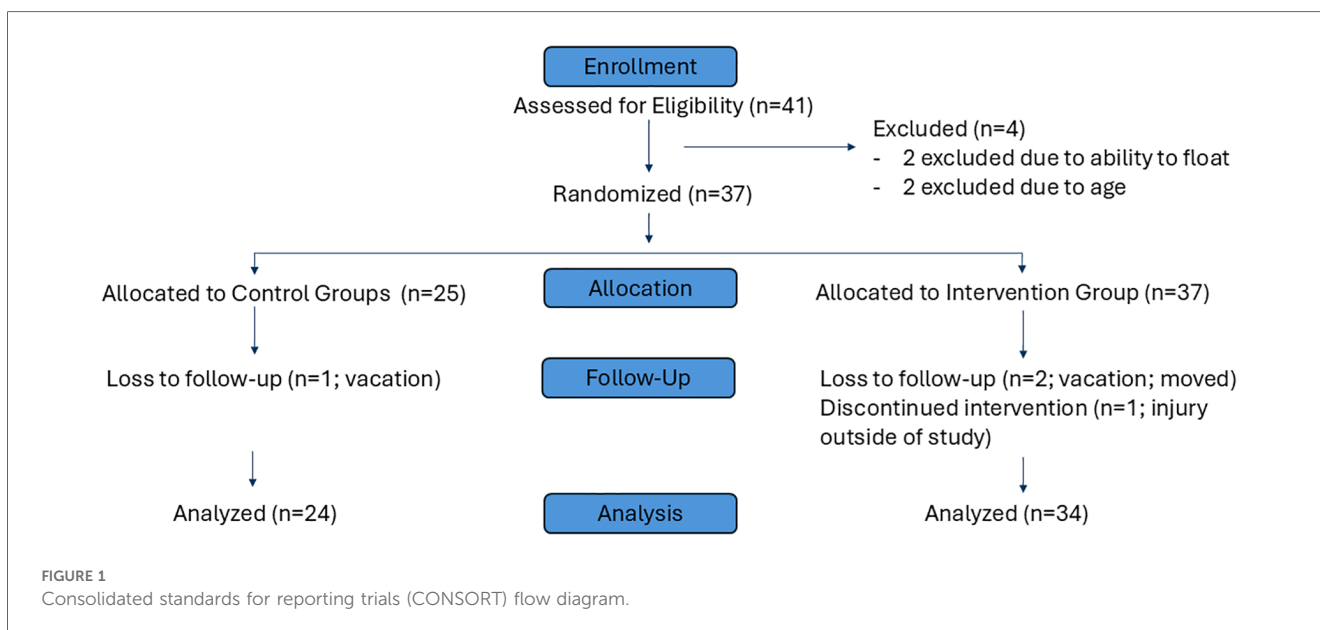 Enrollment
Assessed for Eligibility (n=41)
Excluded (n=4)
- 2 excluded due to ability to float
- 2 excluded due to age
Randomized (n=37)
Allocated to Control Groups (n=25)
Allocation
Allocated to Intervention Group (n=37)
Loss to follow-up (n=1; vacation)
Follow-Up
Loss to follow-up (n=2; vacation; moved)
Discontinued intervention (n=1; injury
outside of study)
Analyzed (n=24)
Analysis
Analyzed (n=34)
FIGURE 1
Consolidated standards for reporting trials (CONSORT) flow diagram.